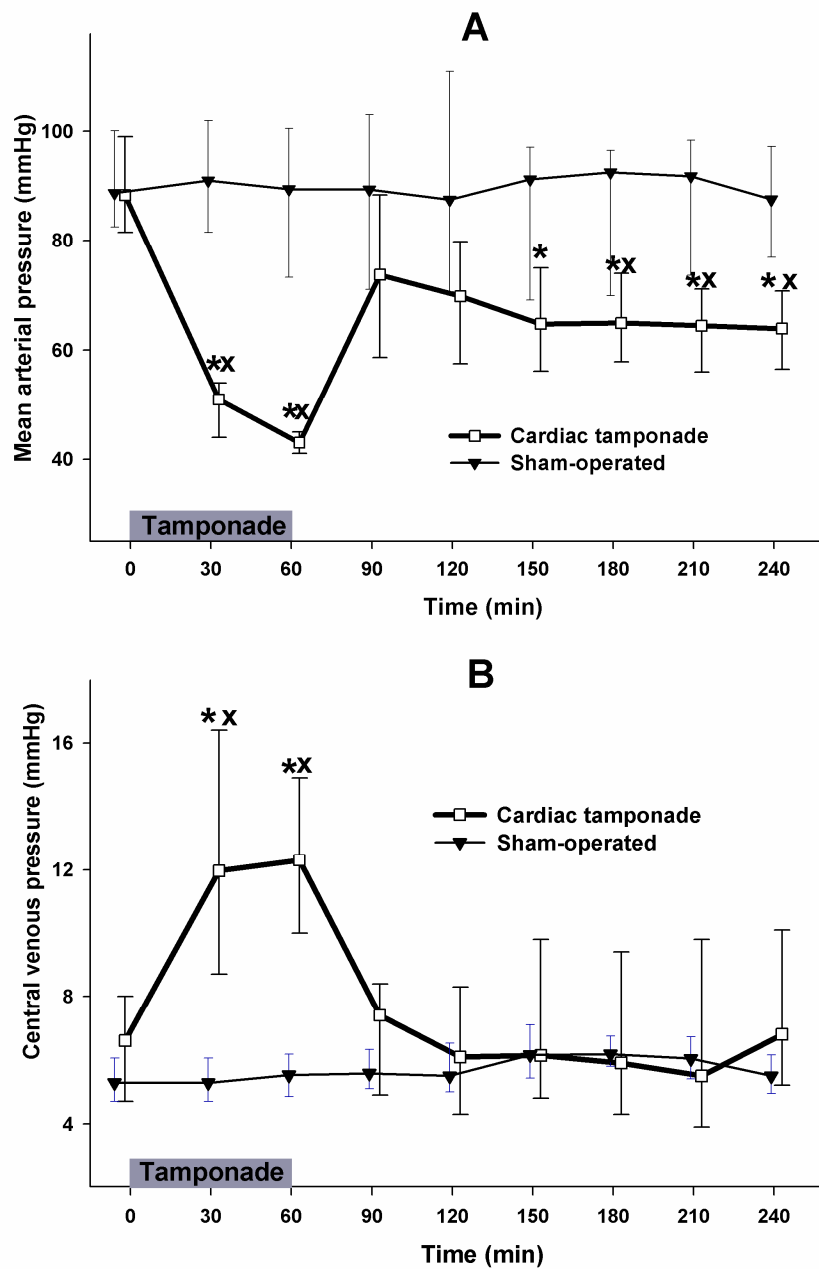 A
Mean arterial pressure (mmHg)
100
80
60
40
*x
*x
*
*x
*x
* x
Cardiac tamponade
Sham-operated
Tamponade
0 30 60 90 120 150 180 210 240
Time (min)
B
Central venous pressure (mmHg)
16
12
8
4
* x
*x
Cardiac tamponade
Sham-operated
Tamponade
0 30 60 90 120 150 180 210 240
Time (min)